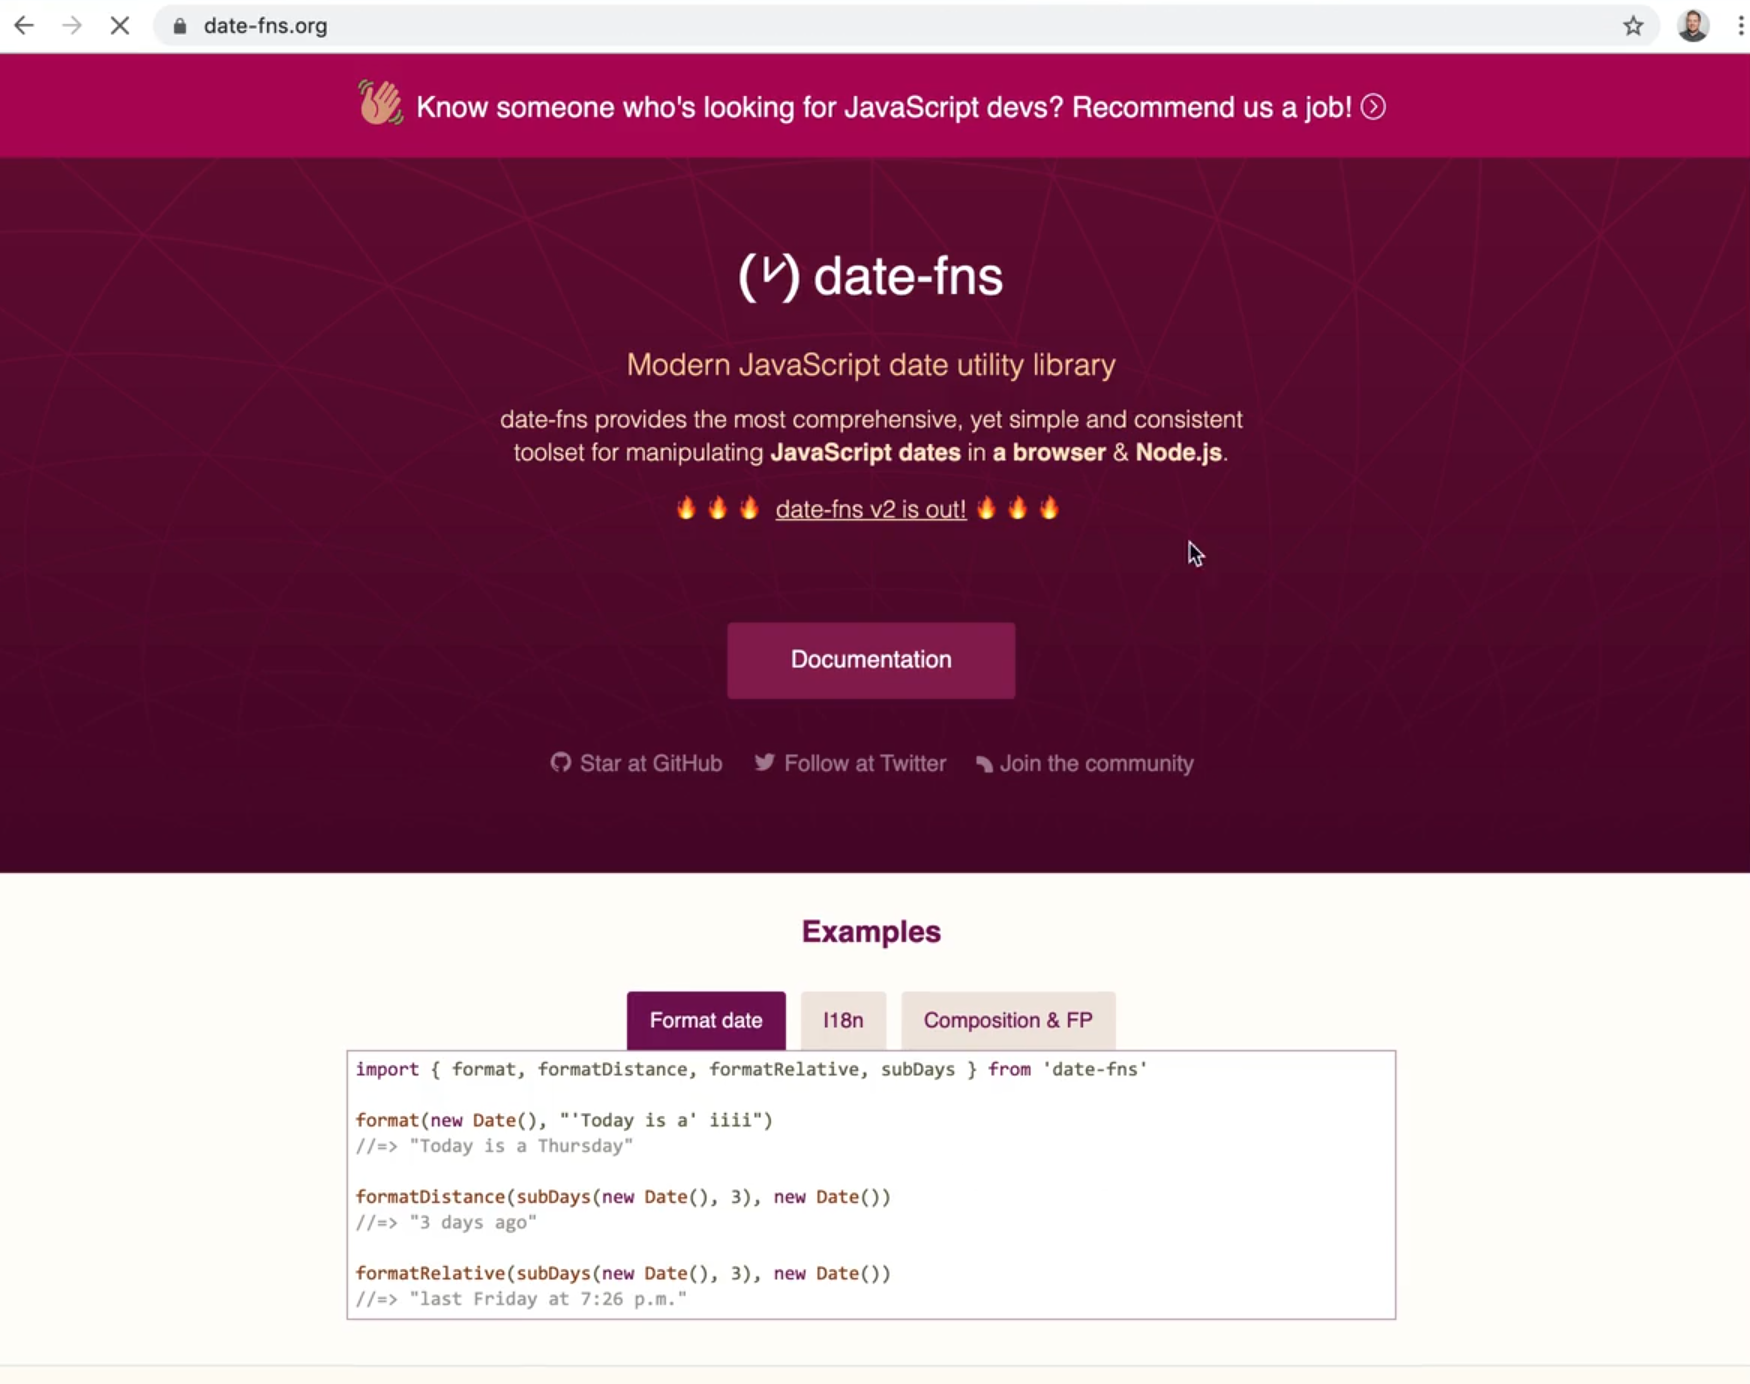 date-fns.org
Know someone who's looking for JavaScript devs? Recommend us a job!
date-fns
Modern JavaScript date utility library
date-fns provides the most comprehensive, yet simple and consistent
toolset for manipulating JavaScript dates in a browser & Node.js.
🔥 🔥 🔥 date-fns v2 is out! 🔥 🔥 🔥
Documentation
Star at GitHub Follow at Twitter Join the community
Examples
Format date I18n Composition & FP
import { format, formatDistance, formatRelative, subDays } from 'date-fns'
format(new Date(), "'Today is a' iiii")
//=> "Today is a Thursday"
formatDistance(subDays(new Date(), 3), new Date())
//=> "3 days ago"
formatRelative(subDays(new Date(), 3), new Date())
//=> "last Friday at 7:26 p.m."